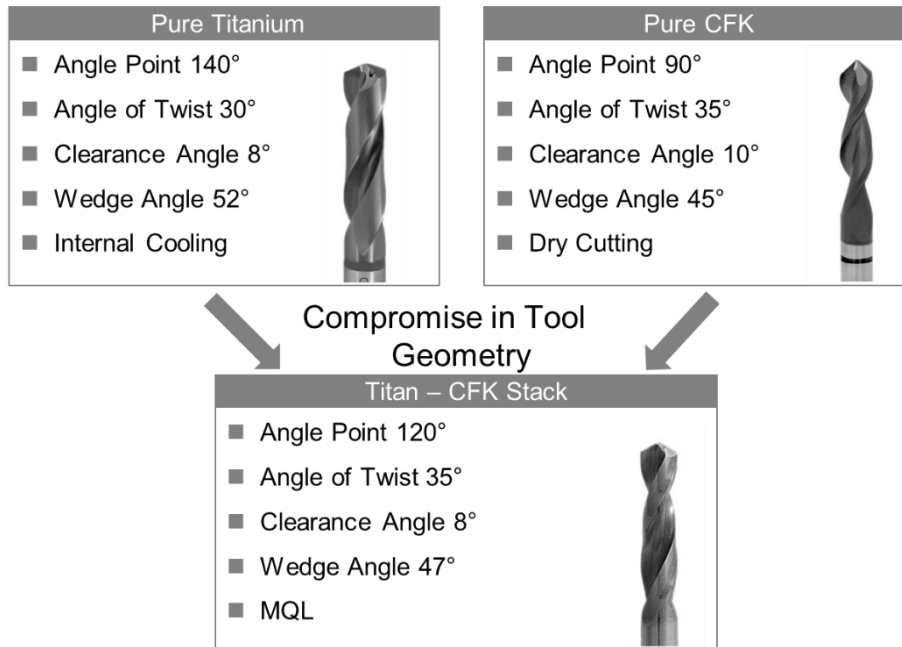 Pure Titanium
Angle Point 140°
Angle of Twist 30°
Clearance Angle 8°
Wedge Angle 52°
Internal Cooling
Pure CFK
Angle Point 90°
Angle of Twist 35°
Clearance Angle 10°
Wedge Angle 45°
Dry Cutting
Compromise in Tool
Geometry
Titan – CFK Stack
Angle Point 120°
Angle of Twist 35°
Clearance Angle 8°
Wedge Angle 47°
MQL